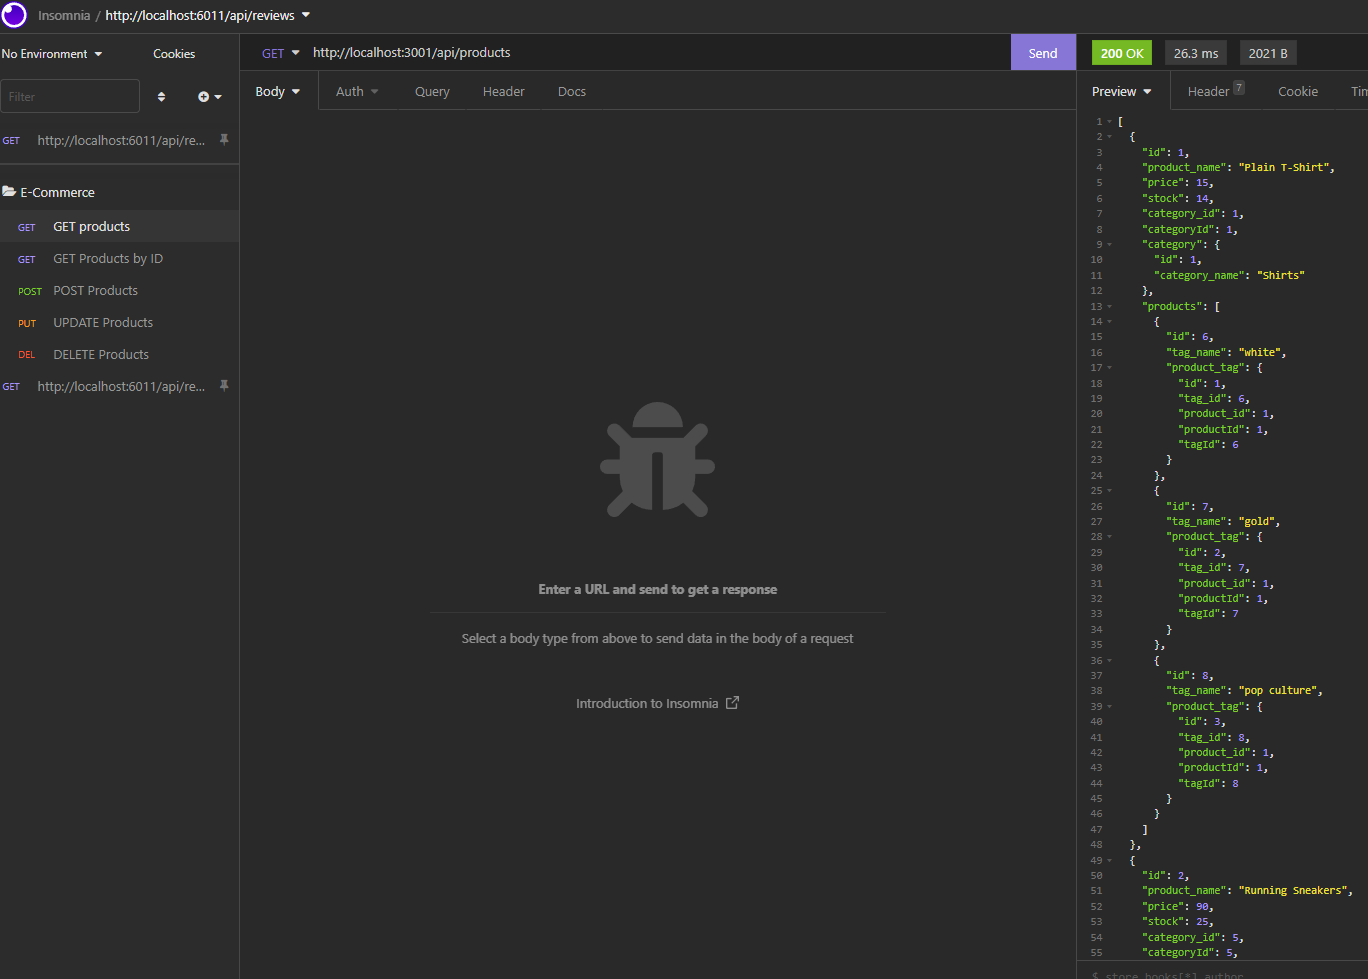 Insomnia / http://localhost:6011/api/reviews
No Environment
Cookies
Filter
GET http://localhost:6011/api/re...
E-Commerce
GET GET products
GET GET Products by ID
POST POST Products
PUT UPDATE Products
DEL DELETE Products
GET http://localhost:6011/api/re...
GET http://localhost:3001/api/products
Send
Body
Auth
Query
Header
Docs
Enter a URL and send to get a response
Select a body type from above to send data in the body of a request
Introduction to Insomnia
200 OK
26.3 ms
2021 B
Preview
Header 7
Cookie
Tim
1 [
2 {
3 "id": 1,
4 "product_name": "Plain T-Shirt",
5 "price": 15,
6 "stock": 14,
7 "category_id": 1,
8 "categoryId": 1,
9 "category": {
10 "id": 1,
11 "category_name": "Shirts"
12 },
13 "products": [
14 {
15 "id": 6,
16 "tag_name": "white",
17 "product_tag": {
18 "id": 1,
19 "tag_id": 6,
20 "product_id": 1,
21 "productId": 1,
22 "tagId": 6
23 }
24 },
25 {
26 "id": 7,
27 "tag_name": "gold",
28 "product_tag": {
29 "id": 2,
30 "tag_id": 7,
31 "product_id": 1,
32 "productId": 1,
33 "tagId": 7
34 }
35 },
36 {
37 "id": 8,
38 "tag_name": "pop culture",
39 "product_tag": {
40 "id": 3,
41 "tag_id": 8,
42 "product_id": 1,
43 "productId": 1,
44 "tagId": 8
45 }
46 }
47 ]
48 },
49 {
50 "id": 2,
51 "product_name": "Running Sneakers",
52 "price": 90,
53 "stock": 25,
54 "category_id": 5,
55 "categoryId": 5,
$.store.books[*].author